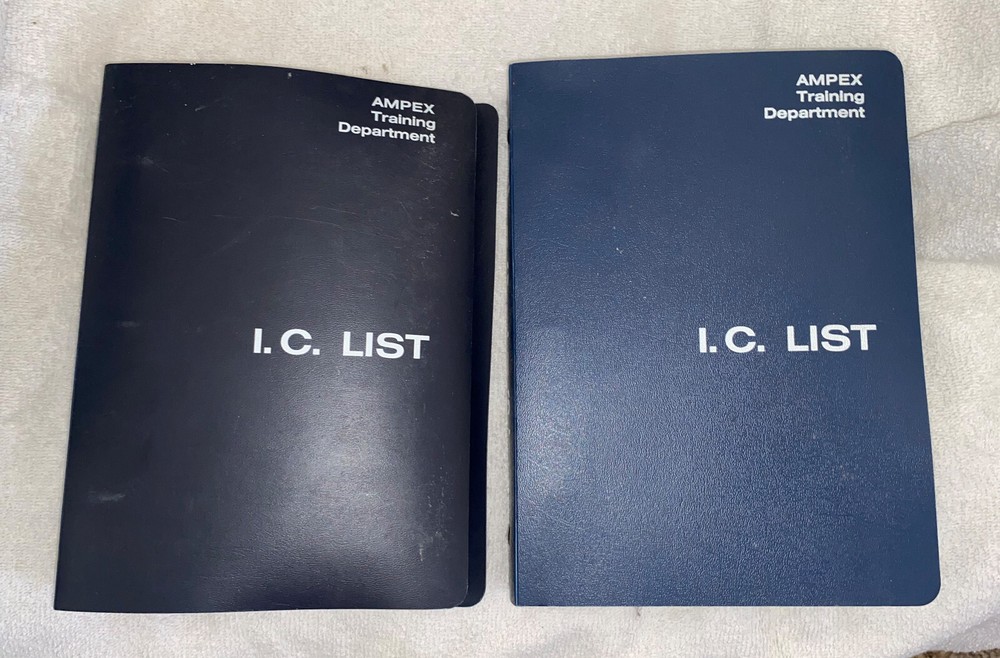 AMPEX
Training
Department
I. C. LIST
AMPEX
Training
Department
I. C. LIST